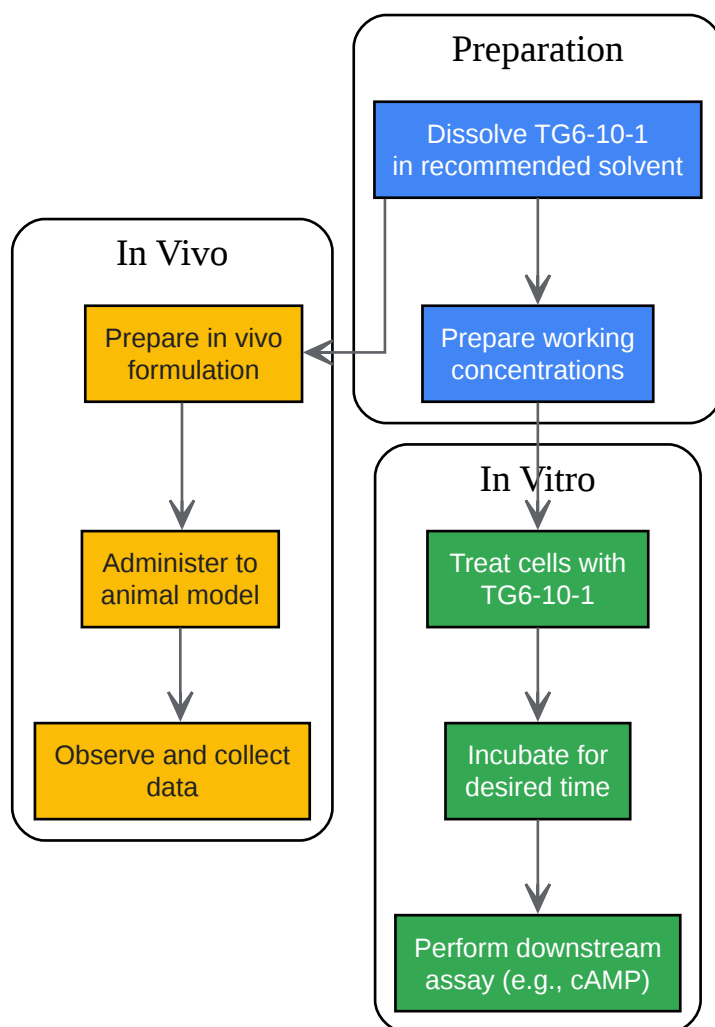 Preparation
Dissolve TG6-10-1
in recommended solvent
Prepare working
concentrations
In Vivo
Prepare in vivo
formulation
Administer to
animal model
Observe and collect
data
In Vitro
Treat cells with
TG6-10-1
Incubate for
desired time
Perform downstream
assay (e.g., cAMP)